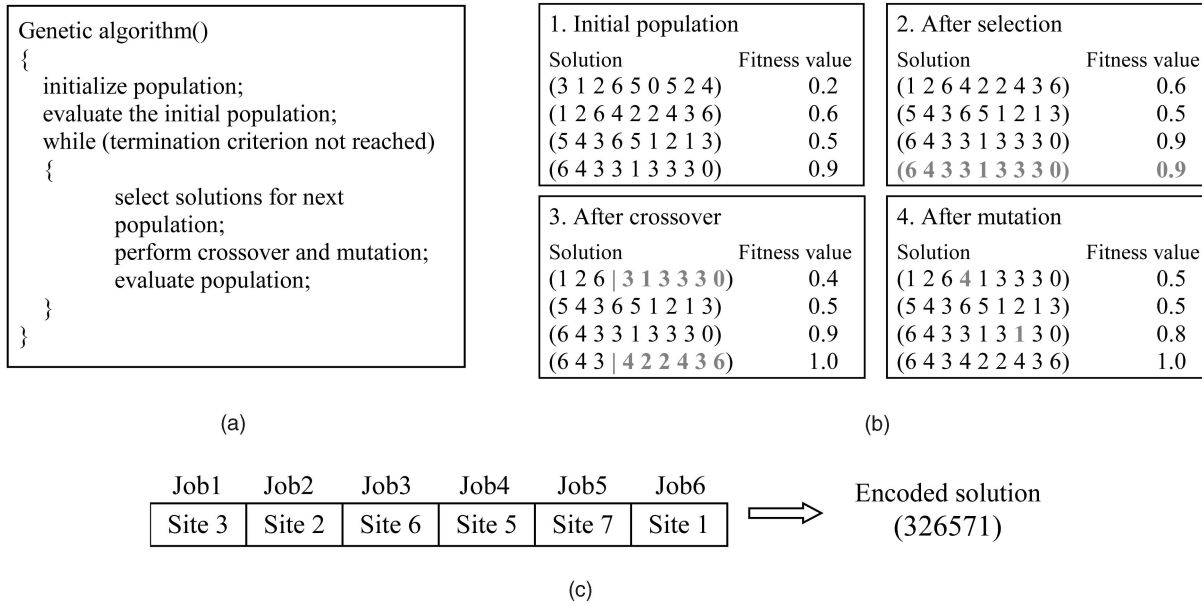 Genetic algorithm()
{
initialize population;
evaluate the initial population;
while (termination criterion not reached)
{
select solutions for next
population;
perform crossover and mutation;
evaluate population;
}
}
(a)
1. Initial population
Solution Fitness value
(3 1 2 6 5 0 5 2 4) 0.2
(1 2 6 4 2 2 4 3 6) 0.6
(5 4 3 6 5 1 2 1 3) 0.5
(6 4 3 3 1 3 3 3 0) 0.9
2. After selection
Solution Fitness value
(1 2 6 4 2 2 4 3 6) 0.6
(5 4 3 6 5 1 2 1 3) 0.5
(6 4 3 3 1 3 3 3 0) 0.9
(6 4 3 3 1 3 3 3 0) 0.9
3. After crossover
Solution Fitness value
(1 2 6 | 3 1 3 3 3 0) 0.4
(5 4 3 6 5 1 2 1 3) 0.5
(6 4 3 3 1 3 3 3 0) 0.9
(6 4 3 | 4 2 2 4 3 6) 1.0
4. After mutation
Solution Fitness value
(1 2 6 4 1 3 3 3 0) 0.5
(5 4 3 6 5 1 2 1 3) 0.5
(6 4 3 3 1 3 1 3 0) 0.8
(6 4 3 4 2 2 4 3 6) 1.0
(b)
Job1 Job2 Job3 Job4 Job5 Job6
Site 3 Site 2 Site 6 Site 5 Site 7 Site 1
Encoded solution
(326571)
(c)